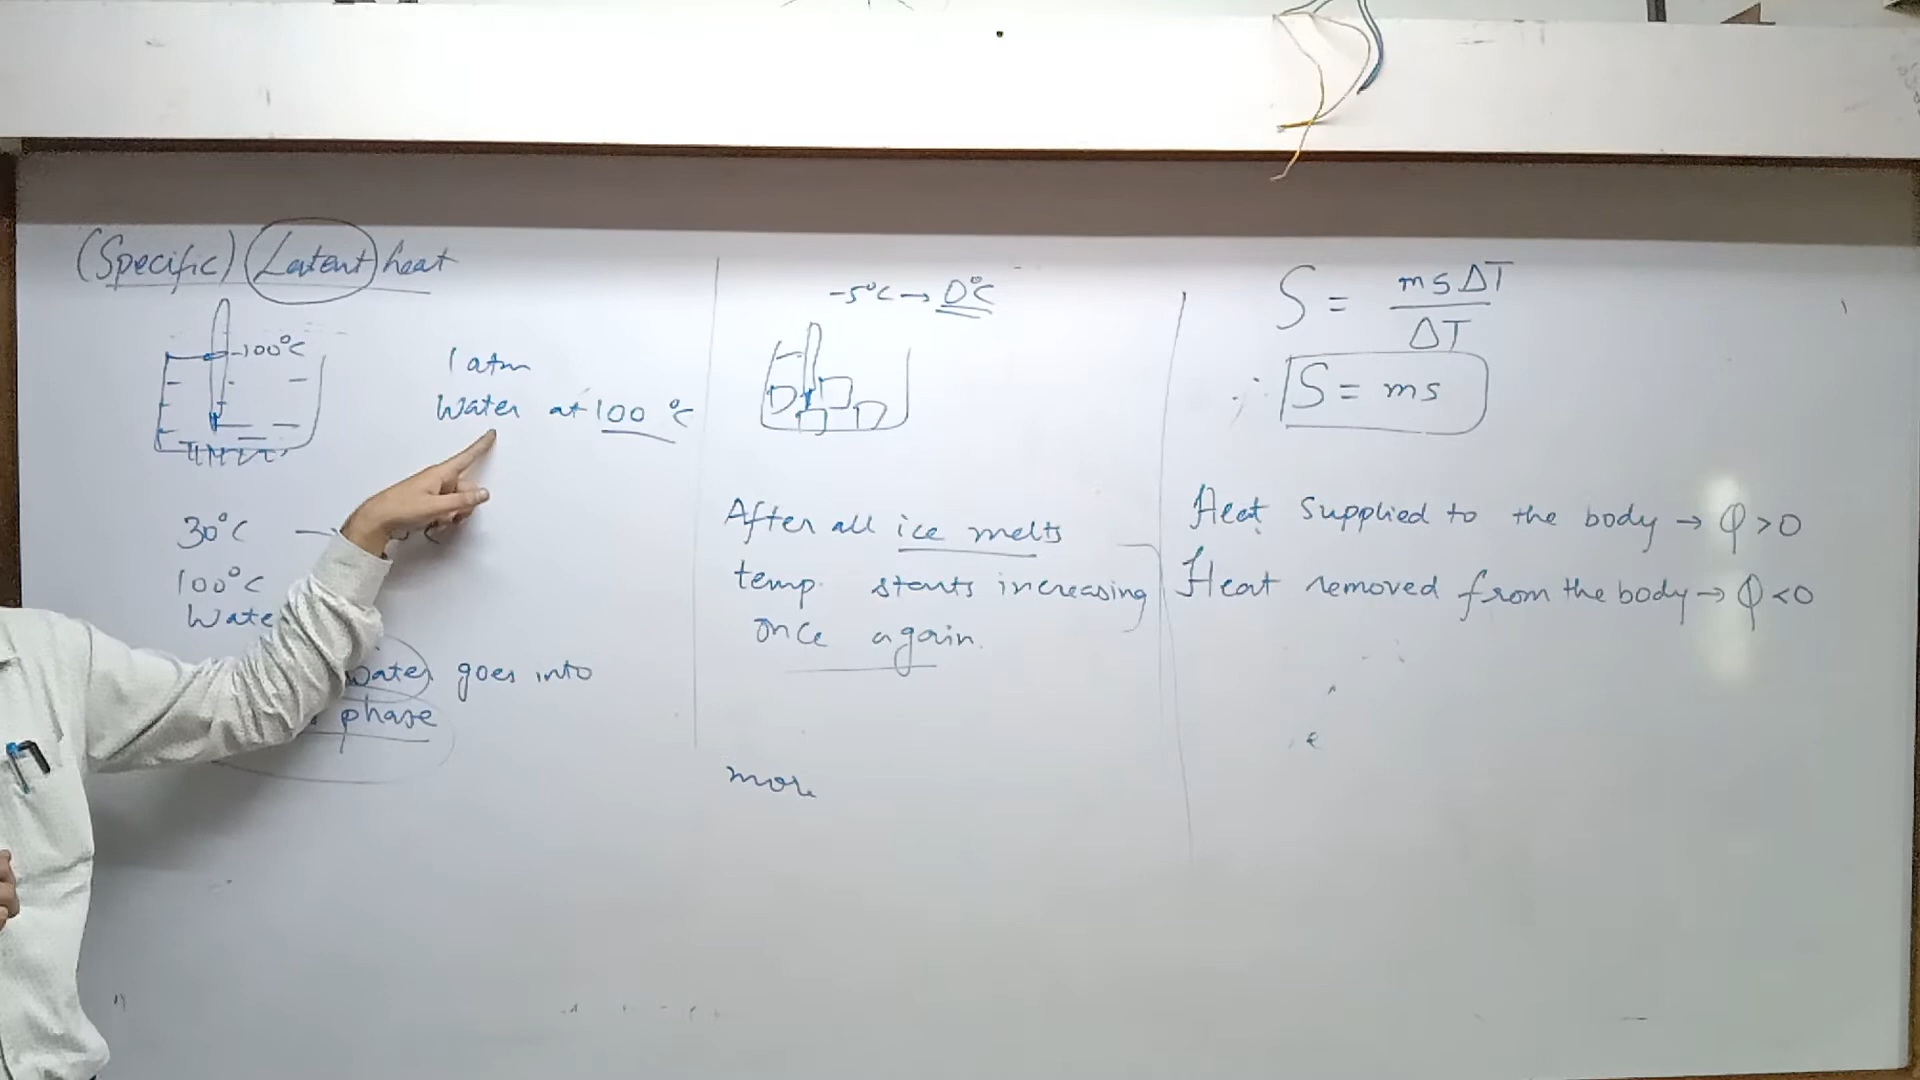 (Specific) Latent heat
100°C
1 atm
Water at 100 °C
30°C →
100°C
water goes into
phase
-5°C → 0°C
After all ice melts
temp. starts increasing
once again.
more
S = msΔT
ΔT
∴ S = ms
Heat supplied to the body → φ > 0
Heat removed from the body → φ < 0